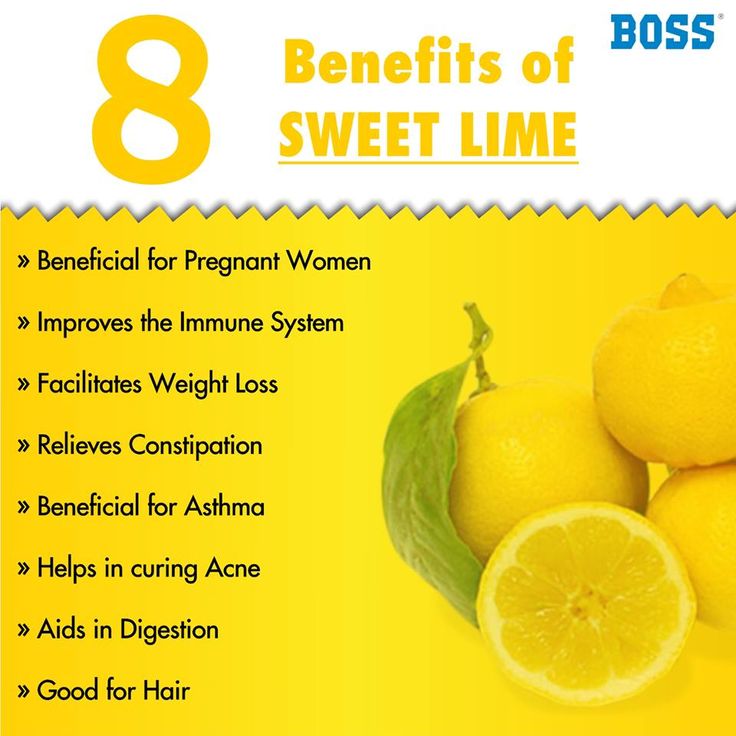 8
Benefits of
SWEET LIME
BOSS®
» Beneficial for Pregnant Women
» Improves the Immune System
» Facilitates Weight Loss
» Relieves Constipation
» Beneficial for Asthma
» Helps in curing Acne
» Aids in Digestion
» Good for Hair